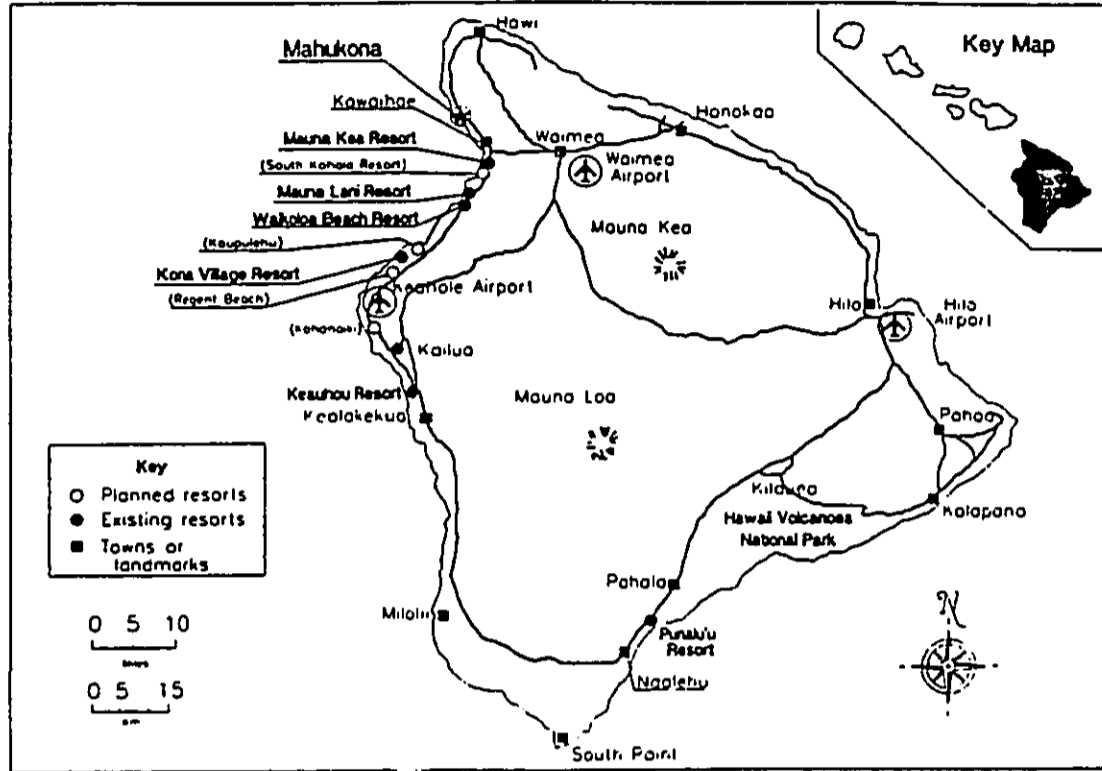 Hawi
Key Map
Mahukona
Kawaihae
Honokaa
Mauna Kea Resort
Waimea
(South Kohala Resort)
Waimea
Airport
Mauna Lani Resort
Waikoloa Beach Resort
Mauna Kea
(Kaupulehu)
Kona Village Resort
(Regent Beach)
Keahole Airport
Hilo
Hilo
Airport
Kailua
Keauhou Resort
Mauna Loa
Kealakekua
Pahoa
Key
Planned resorts
Existing resorts
Towns or
landmarks
Kilauea
Kalapana
Hawaii Volcanoes
National Park
Pahala
Milolii
N
0 5 10
Miles
Punalu'u
Resort
Naalehu
0 5 15
km
South Point